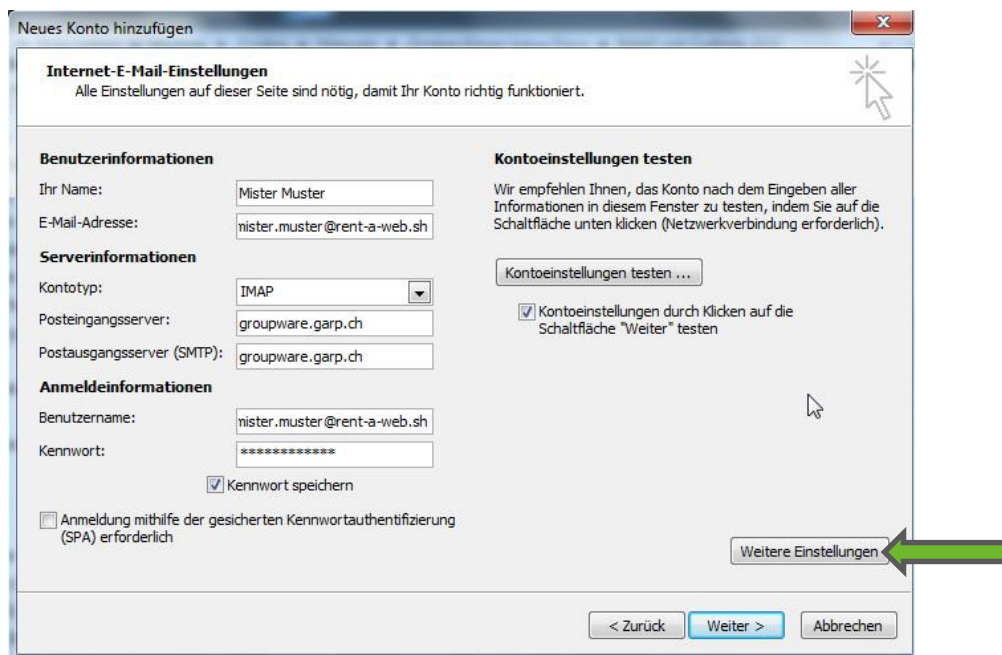 Neues Konto hinzufügen
Internet-E-Mail-Einstellungen
Alle Einstellungen auf dieser Seite sind nötig, damit Ihr Konto richtig funktioniert.
Benutzerinformationen
Ihr Name:
Mister Muster
E-Mail-Adresse:
mister.muster@rent-a-web.sh
Serverinformationen
Kontotyp:
IMAP
Posteingangsserver:
groupware.garp.ch
Postausgangsserver (SMTP):
groupware.garp.ch
Anmeldeinformationen
Benutzername:
mister.muster@rent-a-web.sh
Kennwort:
************
Kennwort speichern
Anmeldung mithilfe der gesicherten Kennwortauthentifizierung
(SPA) erforderlich
Kontoeinstellungen testen
Wir empfehlen Ihnen, das Konto nach dem Eingeben aller
Informationen in diesem Fenster zu testen, indem Sie auf die
Schaltfläche unten klicken (Netzwerkverbindung erforderlich).
Kontoeinstellungen testen ...
Kontoeinstellungen durch Klicken auf die
Schaltfläche "Weiter" testen
Weitere Einstellungen
< Zurück
Weiter >
Abbrechen